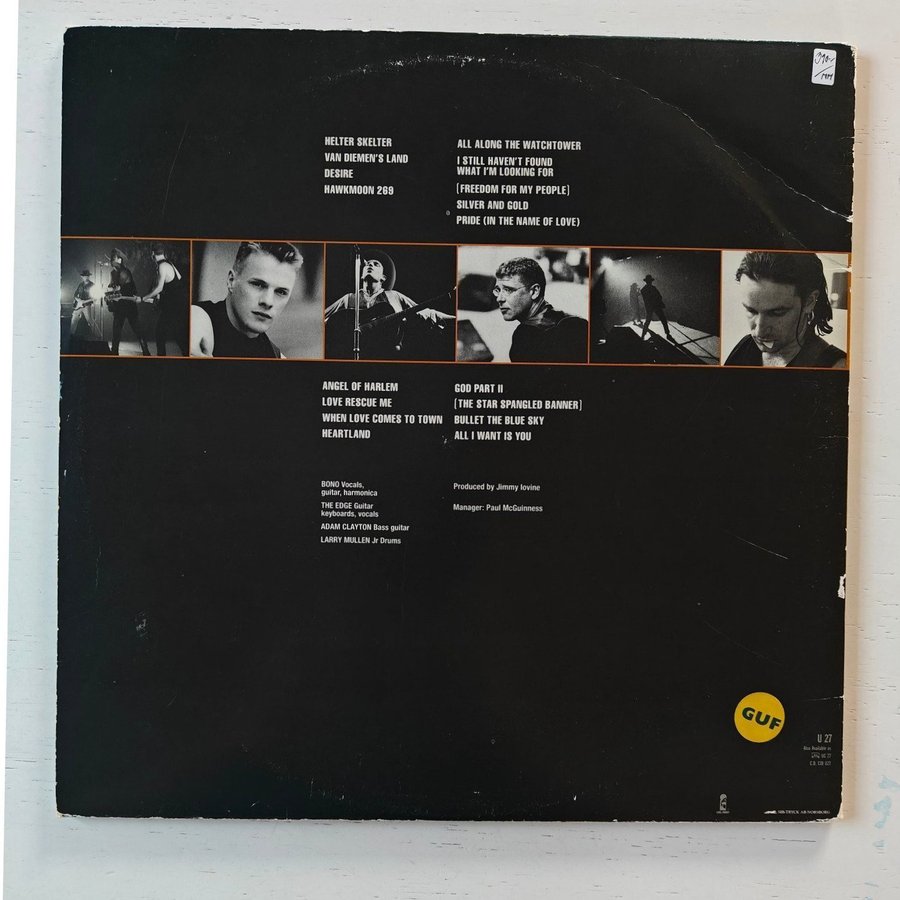 HELTER SKELTER
VAN DIEMEN'S LAND
DESIRE
HAWKMOON 269
ALL ALONG THE WATCHTOWER
I STILL HAVEN'T FOUND
WHAT I'M LOOKING FOR
(FREEDOM FOR MY PEOPLE)
SILVER AND GOLD
PRIDE (IN THE NAME OF LOVE)
ANGEL OF HARLEM
LOVE RESCUE ME
WHEN LOVE COMES TO TOWN
HEARTLAND
GOD PART II
(THE STAR SPANGLED BANNER)
BULLET THE BLUE SKY
ALL I WANT IS YOU
BONO Vocals,
guitar, harmonica
THE EDGE Guitar
keyboards, vocals
ADAM CLAYTON Bass guitar
LARRY MULLEN Jr Drums
Produced by Jimmy Iovine
Manager: Paul McGuinness
GUF
U 27
Also Available as